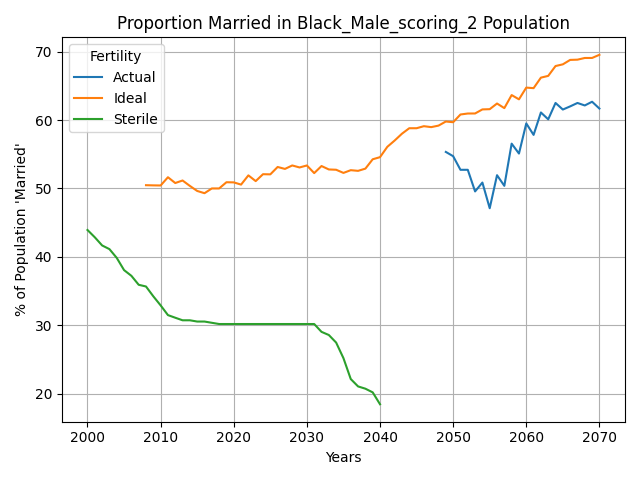 Proportion Married in Black_Male_scoring_2 Population
% of Population 'Married'
70
60
50
40
30
20
Fertility
Actual
Ideal
Sterile
2000 2010 2020 2030 2040 2050 2060 2070
Years